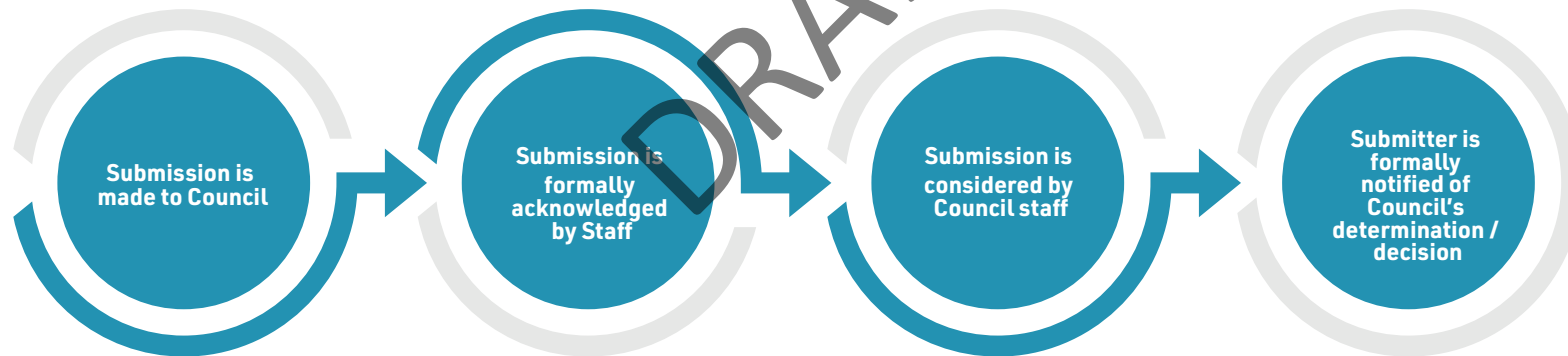 Submission is
made to Council
Submission is
formally
acknowledged
by Staff
Submission is
considered by
Council staff
Submitter is
formally
notified of
Council's
determination /
decision